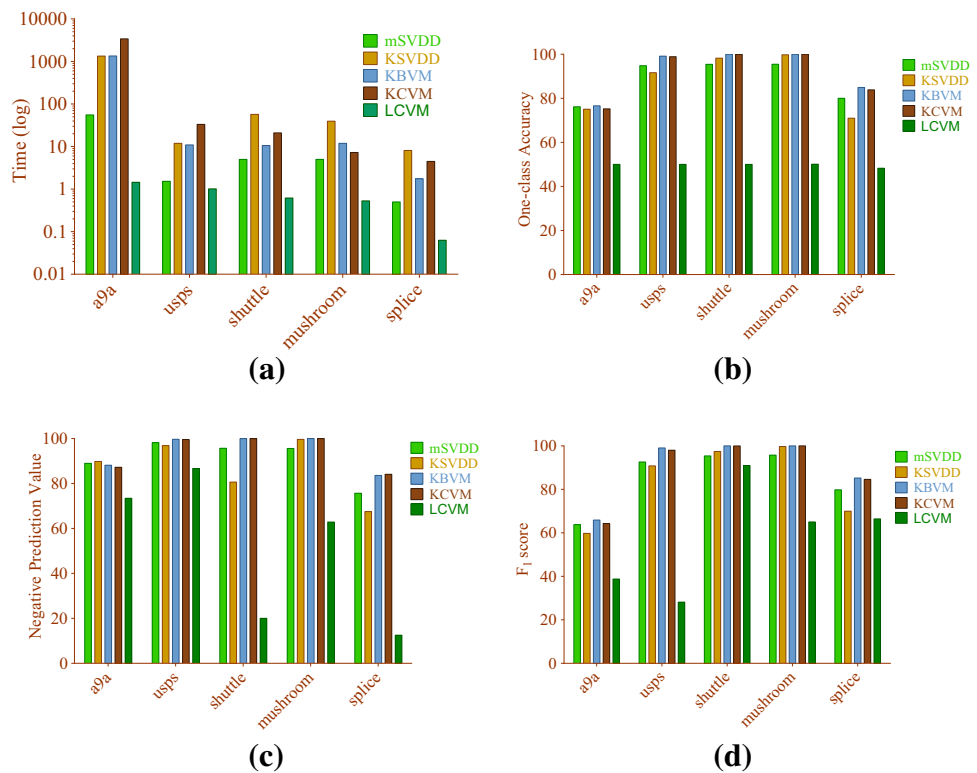 10000
1000
100
10
1
0.1
0.01
Time (log)
mSVDD
KSVDD
KBVM
KCVM
LCVM
a9a
usps
shuttle
mushroom
splice
(a)
100
80
60
40
20
0
One-class Accuracy
mSVDD
KSVDD
KBVM
KCVM
LCVM
a9a
usps
shuttle
mushroom
splice
(b)
100
80
60
40
20
0
Negative Prediction Value
mSVDD
KSVDD
KBVM
KCVM
LCVM
a9a
usps
shuttle
mushroom
splice
(c)
100
80
60
40
20
0
F₁ score
mSVDD
KSVDD
KBVM
KCVM
LCVM
a9a
usps
shuttle
mushroom
splice
(d)